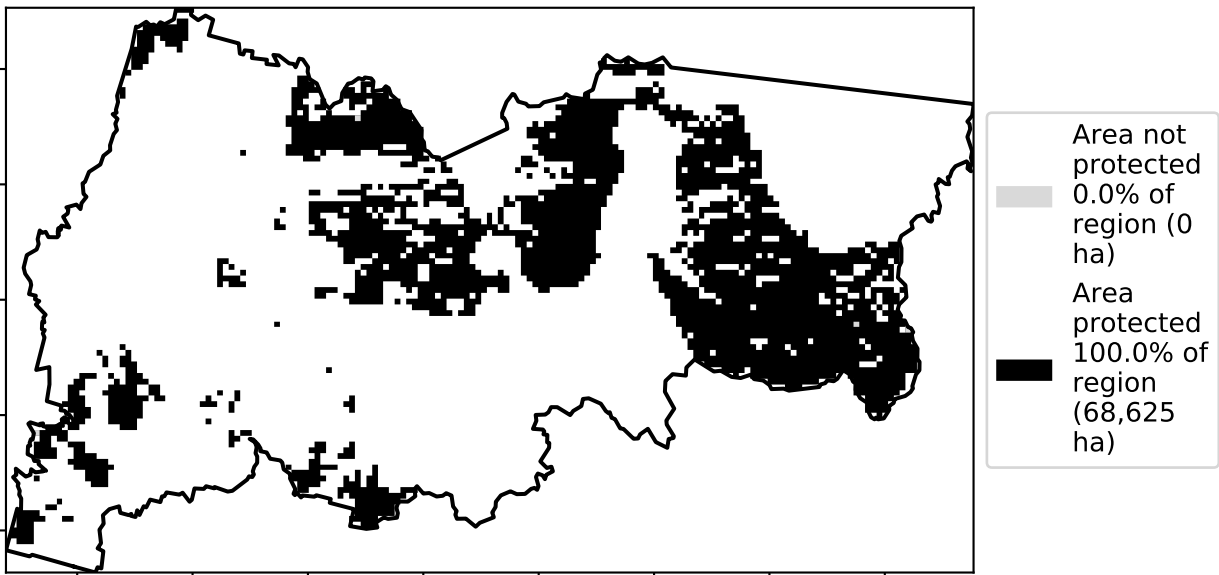 Area not
protected
0.0% of
region (0
ha)
Area
protected
100.0% of
region
(68,625
ha)